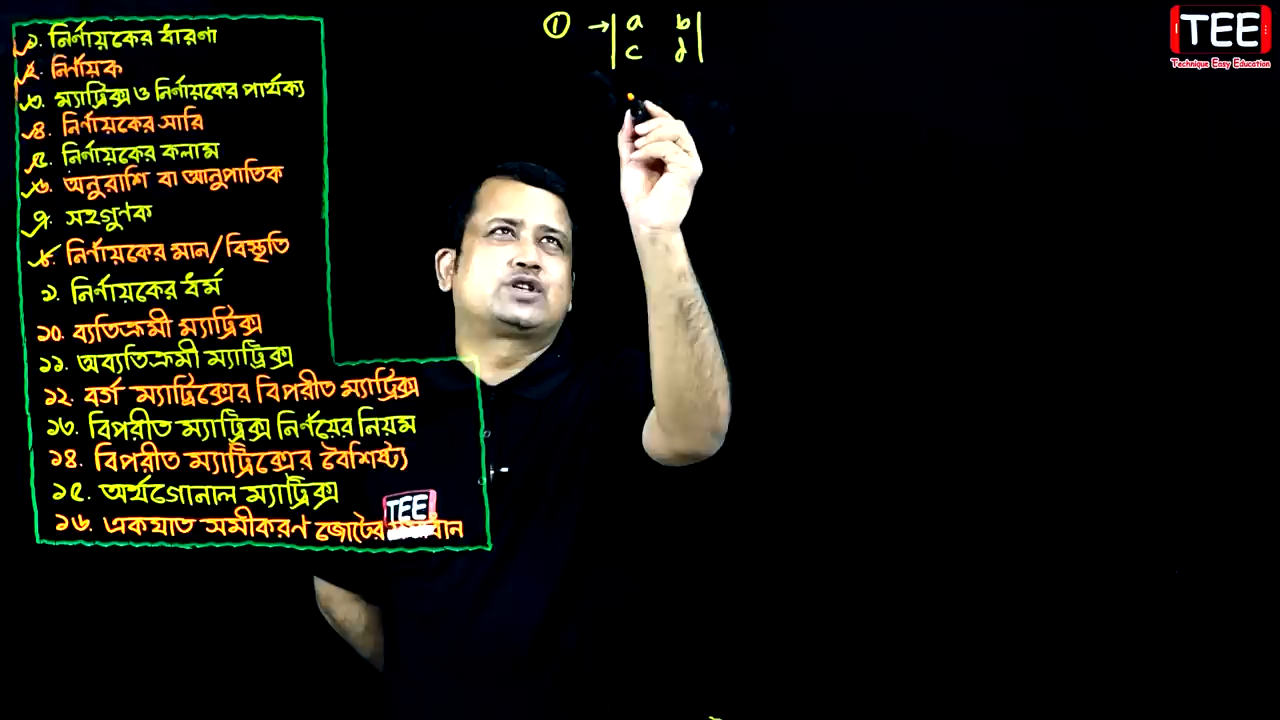 ১. নির্ণায়কের ধারণা
২. নির্ণায়ক
৩. ম্যাট্রিক্স ও নির্ণায়কের পার্থক্য
৪. নির্ণায়কের সারি
৫. নির্ণায়কের কলাম
৬. অনুরাশি বা আনুপাতিক
৭. সহগুণক
৮. নির্ণায়কের মান/বিস্তৃতি
৯. নির্ণায়কের ধর্ম
১০. ব্যতিক্রমী ম্যাট্রিক্স
১১. অব্যতিক্রমী ম্যাট্রিক্স
১২. বর্গ ম্যাট্রিক্সের বিপরীত ম্যাট্রিক্স
১৩. বিপরীত ম্যাট্রিক্স নির্ণয়ের নিয়ম
১৪. বিপরীত ম্যাট্রিক্সের বৈশিষ্ট্য
১৫. অর্থগোনাল ম্যাট্রিক্স
১৬. একঘাত সমীকরণ জোটের
TEE
① → | a b |
| c d |
TEE
Technique Easy Education